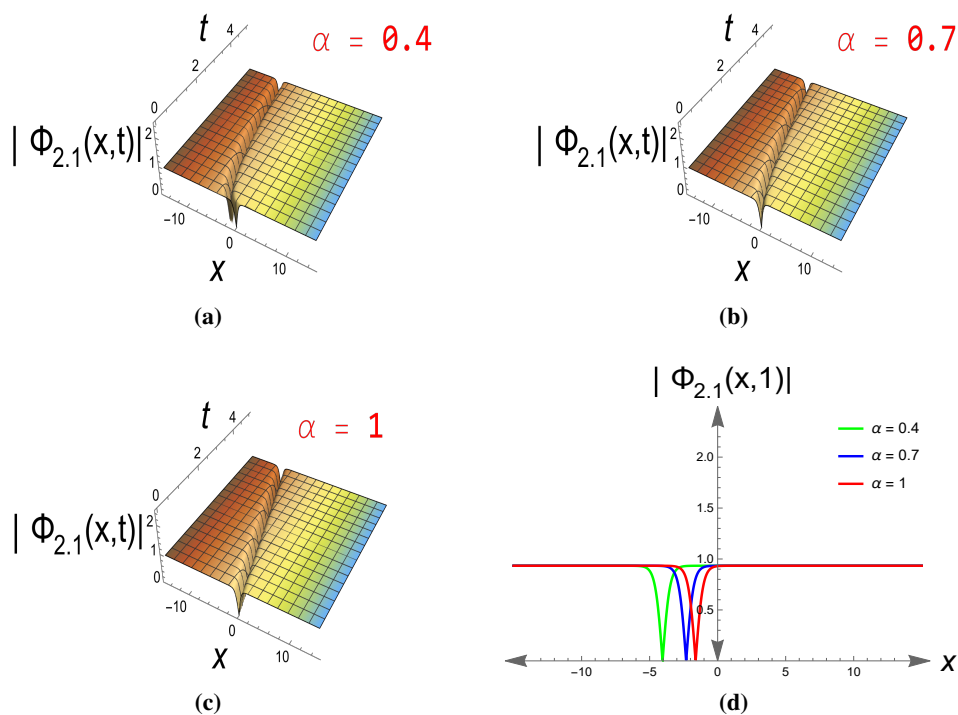 t
4
2
0
α = 0.4
| Φ2.1(x,t)|
2
1
0
−10
0
10
x
(a)
t
4
2
0
α = 0.7
| Φ2.1(x,t)|
2
1
0
−10
0
10
x
(b)
t
4
2
0
α = 1
| Φ2.1(x,t)|
2
1
0
−10
0
10
x
(c)
| Φ2.1(x,1)|
α = 0.4
α = 0.7
α = 1
2.0
1.5
1.0
0.5
−10
−5
0
5
10
x
(d)